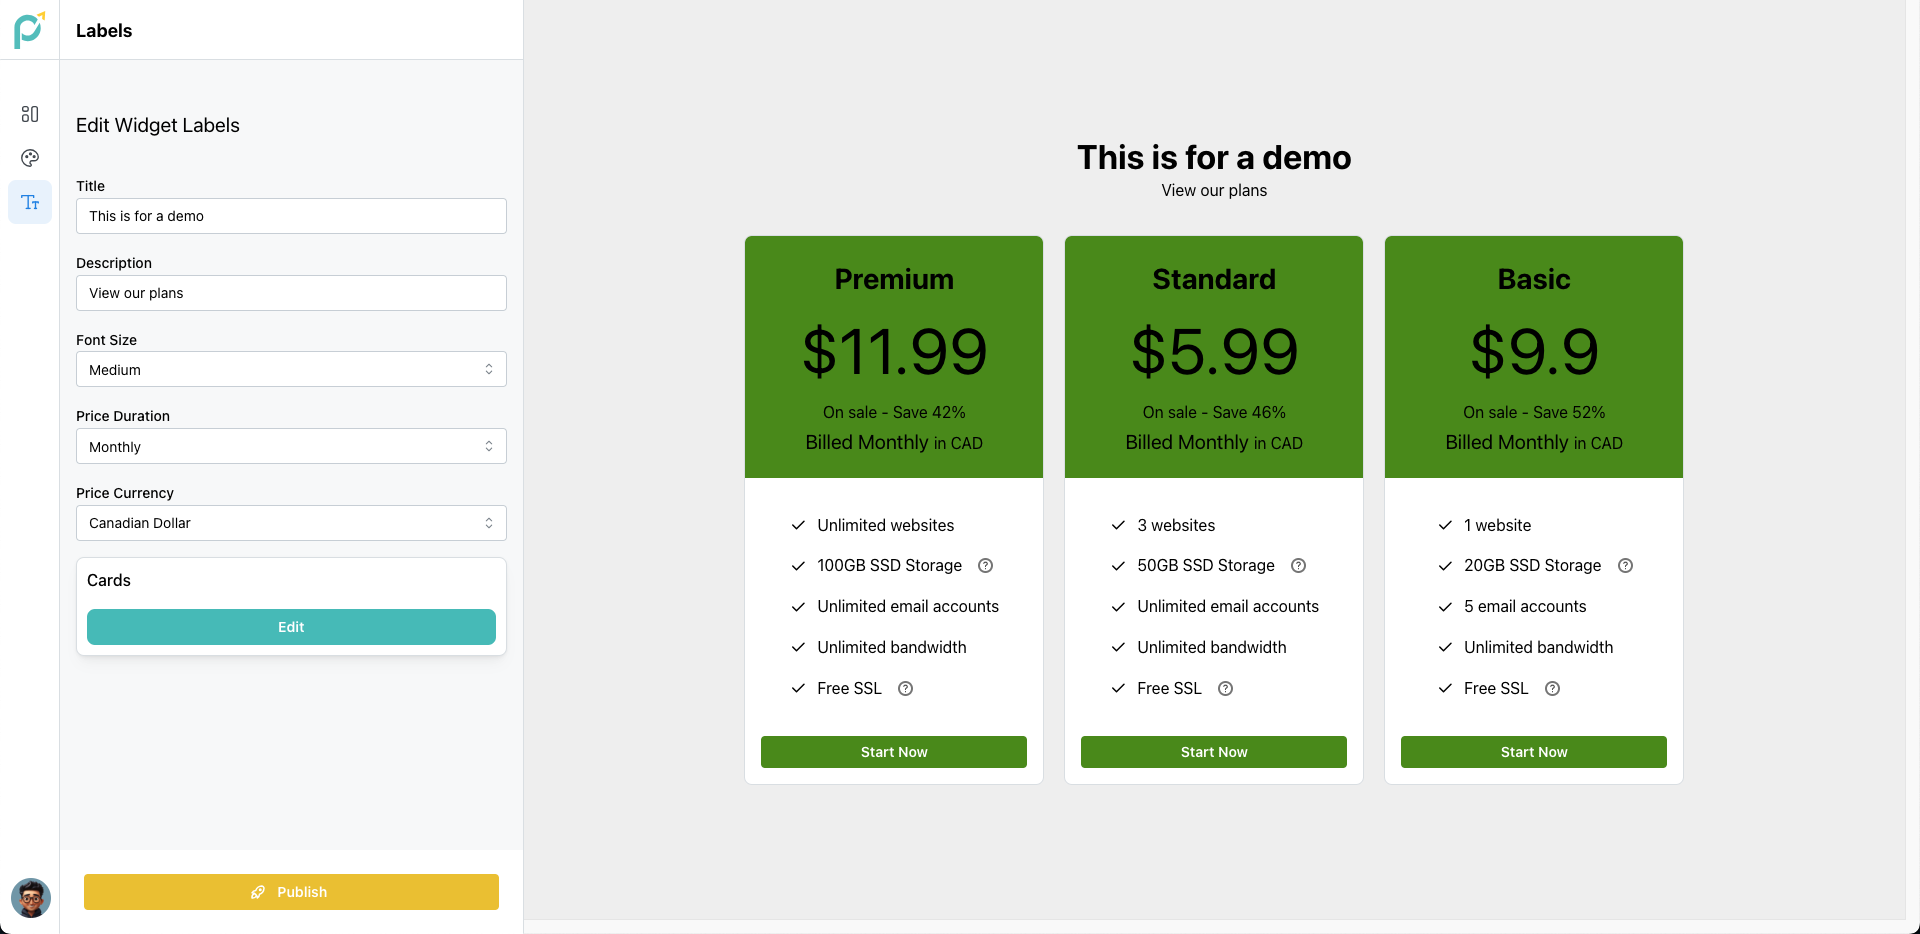 Labels
Edit Widget Labels
Title
This is for a demo
Description
View our plans
Font Size
Medium
Price Duration
Monthly
Price Currency
Canadian Dollar
Cards
Edit
Publish
This is for a demo
View our plans
Premium
$11.99
On sale - Save 42%
Billed Monthly in CAD
Unlimited websites
100GB SSD Storage
Unlimited email accounts
Unlimited bandwidth
Free SSL
Start Now
Standard
$5.99
On sale - Save 46%
Billed Monthly in CAD
3 websites
50GB SSD Storage
Unlimited email accounts
Unlimited bandwidth
Free SSL
Start Now
Basic
$9.9
On sale - Save 52%
Billed Monthly in CAD
1 website
20GB SSD Storage
5 email accounts
Unlimited bandwidth
Free SSL
Start Now